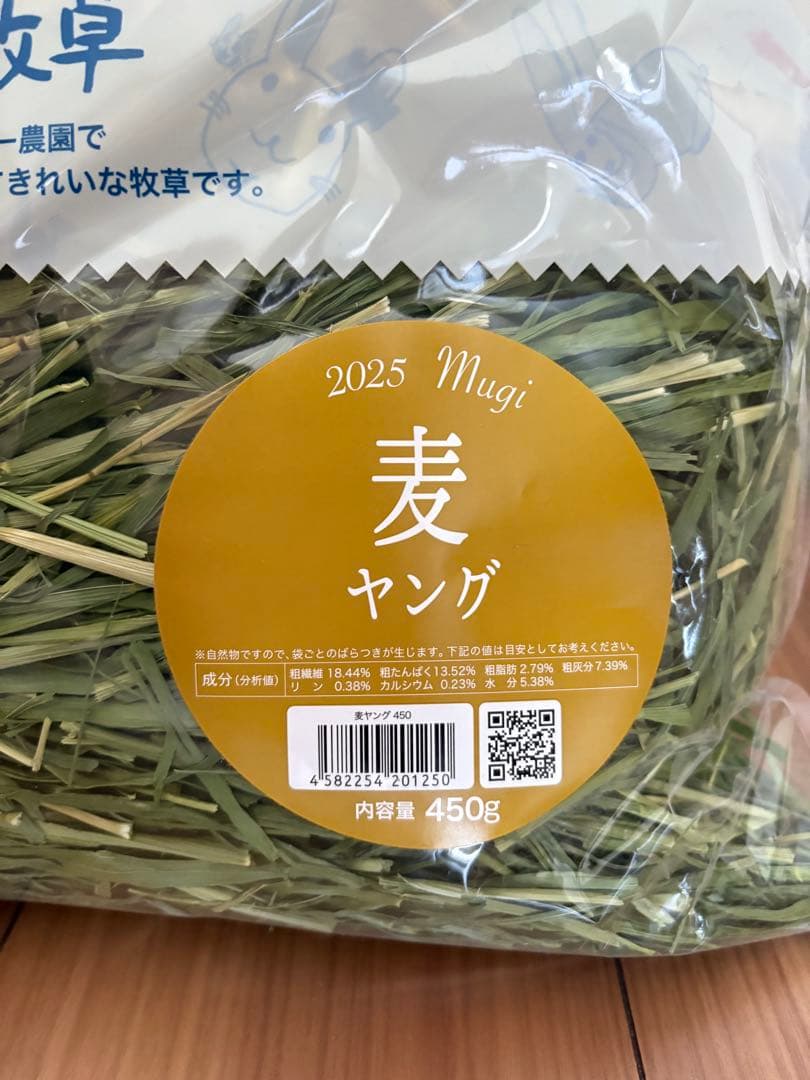 牧草
ー農園で
きれいな牧草です。
2025 Mugi
麦
ヤング
※自然物ですので、袋ごとのばらつきが生じます。下記の値は目安としてお考えください。
成分(分析値) 粗繊維 18.44% 粗たんぱく13.52% 粗脂肪 2.79% 粗灰分7.39%
リン 0.38% カルシウム 0.23% 水分5.38%
麦ヤング 450
4582254 201250
内容量 450g